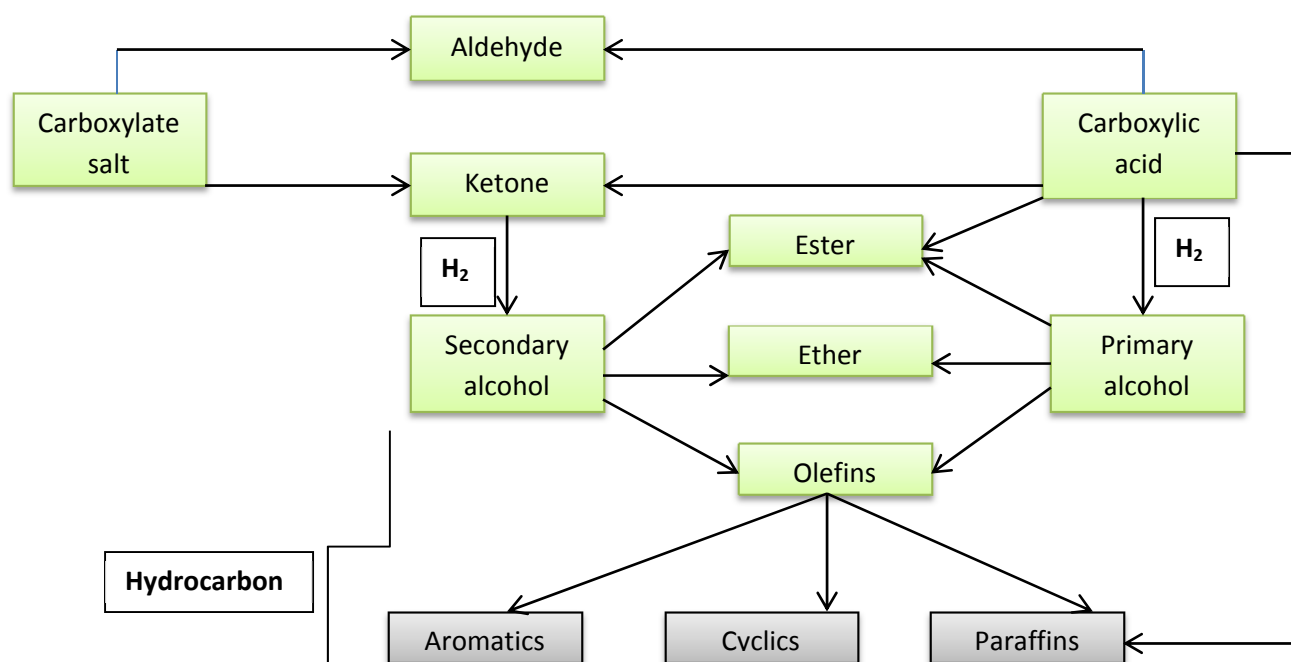 Aldehyde
Carboxylate
salt
Carboxylic
acid
Ketone
Ester
H₂
H₂
Secondary
alcohol
Ether
Primary
alcohol
Olefins
Hydrocarbon
Aromatics
Cyclics
Paraffins